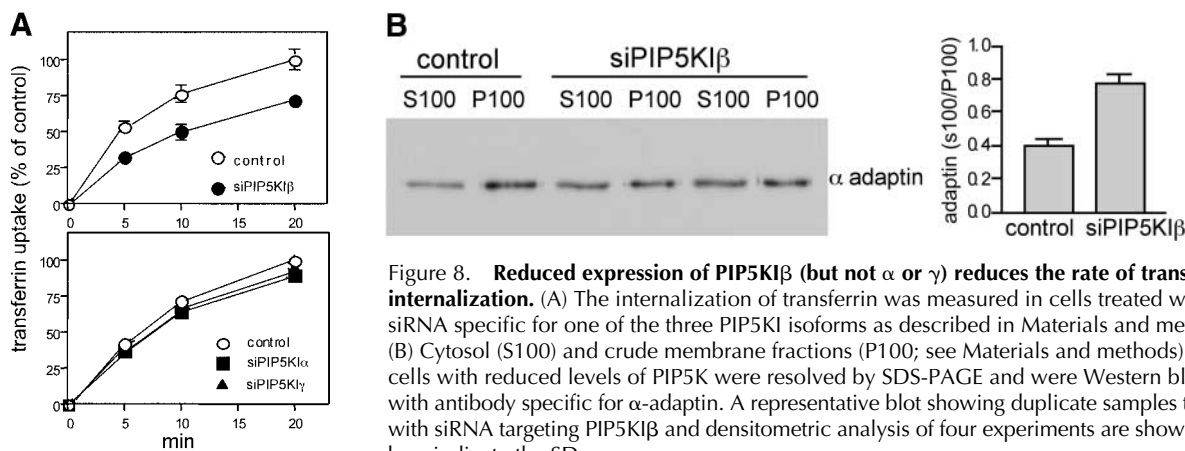 A
transferrin uptake (% of control)
100
75
50
25
0
0 5 10 15 20
control
siPIP5KIβ
100
75
50
25
0
0 5 10 15 20
control
siPIP5KIα
siPIP5KIγ
min
B
control siPIP5KIβ
S100 P100 S100 P100 S100 P100
α adaptin
adaptin (s100/P100)
1.0
0.8
0.6
0.4
0.2
0.0
control siPIP5KIβ
Figure 8. Reduced expression of PIP5KIβ (but not α or γ) reduces the rate of trans
internalization. (A) The internalization of transferrin was measured in cells treated w
siRNA specific for one of the three PIP5KI isoforms as described in Materials and me
(B) Cytosol (S100) and crude membrane fractions (P100; see Materials and methods)
cells with reduced levels of PIP5K were resolved by SDS-PAGE and were Western bl
with antibody specific for α-adaptin. A representative blot showing duplicate samples t
with siRNA targeting PIP5KIβ and densitometric analysis of four experiments are show
indicate the SD